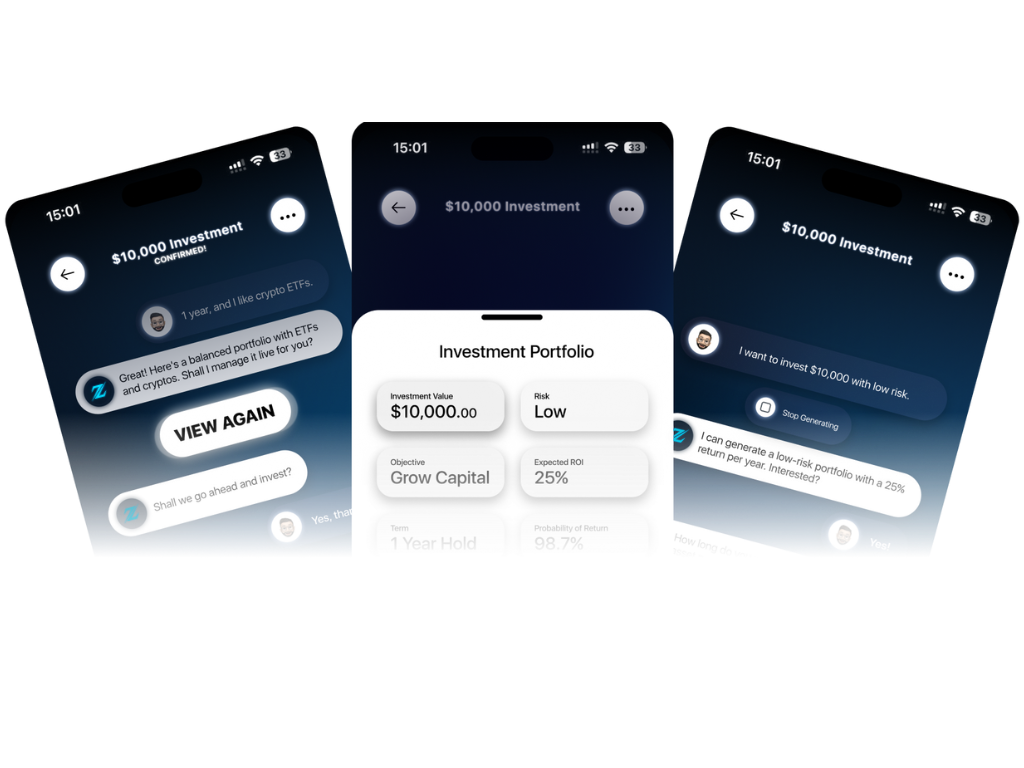 15:01
33
$10,000 Investment
CONFIRMED!
1 year, and I like crypto ETFs.
Great! Here's a balanced portfolio with ETFs
and cryptos. Shall I manage it live for you?
VIEW AGAIN
Shall we go ahead and invest?
Yes, than
15:01
33
$10,000 Investment
Investment Portfolio
Investment Value
$10,000.00
Risk
Low
Objective
Grow Capital
Expected ROI
25%
Term
1 Year Hold
Probability of Return
98.7%
15:01
33
$10,000 Investment
I want to invest $10,000 with low risk.
Stop Generating
I can generate a low-risk portfolio with a 25%
return per year. Interested?
Yes!
How long do